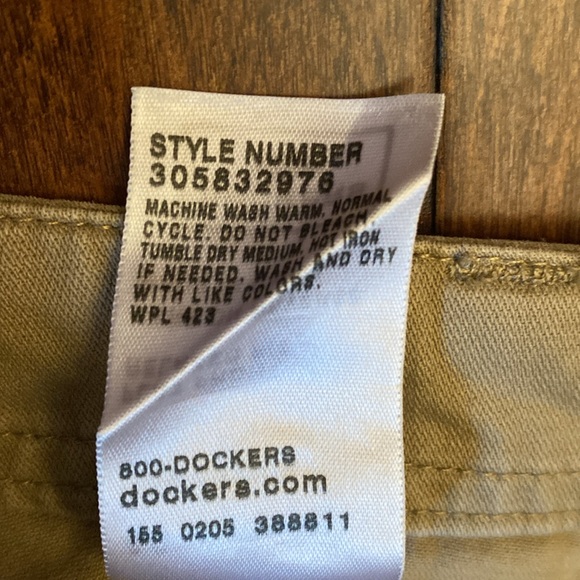 STYLE NUMBER
305832976
MACHINE WASH WARM, NORMAL
CYCLE. DO NOT BLEACH.
TUMBLE DRY MEDIUM, HOT IRON
IF NEEDED. WASH AND DRY
WITH LIKE COLORS.
WPL 423
800-DOCKERS
dockers.com
155 0205 388811